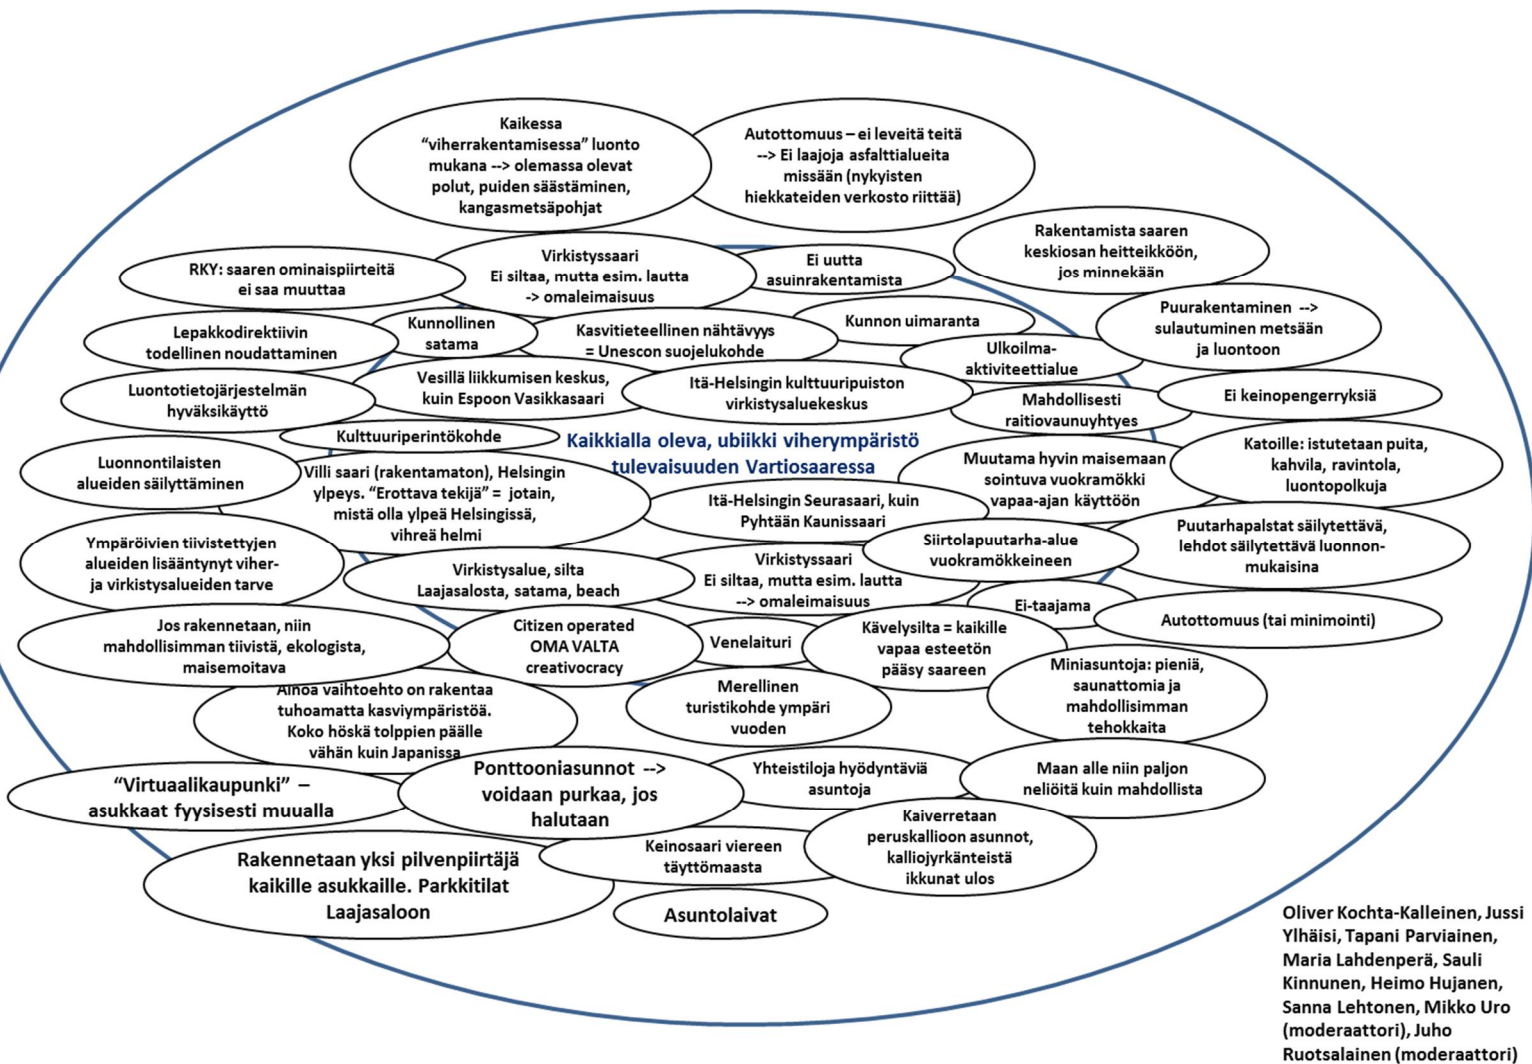 Kaikessa
“viherrakentamisessa” luonto
mukana --> olemassa olevat
polut, puiden säästäminen,
kangasmetsäpohjat
Autottomuus – ei leveitä teitä
--> Ei laajoja asfalttialueita
missään (nykyisten
hiekkateiden verkosto riittää)
Rakentamista saaren
keskiosan heitteikköön,
jos minnekään
RKY: saaren ominaispiirteitä
ei saa muuttaa
Virkistyssaari
Ei siltaa, mutta esim. lautta
-> omaleimaisuus
Ei uutta
asuinrakentamista
Lepakkodirektiivin
todellinen noudattaminen
Kunnollinen
satama
Kasvitieteellinen nähtävyys
= Unescon suojelukohde
Kunnon uimaranta
Ulkoilma-
aktiviteettialue
Puurakentaminen -->
sulautuminen metsään
ja luontoon
Luontotietojärjestelmän
hyväksikäyttö
Vesillä liikkumisen keskus,
kuin Espoon Vasikkasaari
Itä-Helsingin kulttuuripuiston
virkistysaluekeskus
Mahdollisesti
raitiovaunuyhtyes
Ei keinopengerryksiä
Kulttuuriperintökohde
Kaikkialla oleva, ubiikki viherympäristö
tulevaisuuden Vartiosaaressa
Luonnontilaisten
alueiden säilyttäminen
Villi saari (rakentamaton), Helsingin
ylpeys. “Erottava tekijä” = jotain,
mistä olla ylpeä Helsingissä,
vihreä helmi
Itä-Helsingin Seurasaari, kuin
Pyhtään Kaunissaari
Muutama hyvin maisemaan
sointuva vuokramökki
vapaa-ajan käyttöön
Katoille: istutetaan puita,
kahvila, ravintola,
luontopolkuja
Ympäröivien tiivistettyjen
alueiden lisääntynyt viher-
ja virkistysalueiden tarve
Virkistysalue, silta
Laajasalosta, satama, beach
Virkistyssaari
Ei siltaa, mutta esim. lautta
--> omaleimaisuus
Siirtolapuutarha-alue
vuokramökkeineen
Puutarhapalstat säilytettävä,
lehdot säilytettävä luonnon-
mukaisina
Ei-taajama
Autottomuus (tai minimointi)
Jos rakennetaan, niin
mahdollisimman tiivistä, ekologista,
maisemoitava
Citizen operated
OMA VALTA
creativocracy
Venelaituri
Kävelysilta = kaikille
vapaa esteetön
pääsy saareen
Miniasuntoja: pieniä,
saunattomia ja
mahdollisimman
tehokkaita
Ainoa vaihtoehto on rakentaa
tuhoamatta kasviympäristöä.
Koko höskä tolppien päälle
vähän kuin Japanissa
Merellinen
turistikohde ympäri
vuoden
“Virtuaalikaupunki” –
asukkaat fyysisesti muualla
Ponttooniasunnot -->
voidaan purkaa, jos
halutaan
Yhteistiloja hyödyntäviä
asuntoja
Maan alle niin paljon
neliöitä kuin mahdollista
Rakennetaan yksi pilvenpiirtäjä
kaikille asukkaille. Parkkitilat
Laajasaloon
Keinosaari viereen
täyttömaasta
Kaiverretaan
peruskallioon asunnot,
kalliojyrkänteistä
ikkunat ulos
Asuntolaivat
Oliver Kochta-Kalleinen, Jussi
Ylhäisi, Tapani Parviainen,
Maria Lahdenperä, Sauli
Kinnunen, Heimo Hujanen,
Sanna Lehtonen, Mikko Uro
(moderaattori), Juho
Ruotsalainen (moderaattori)